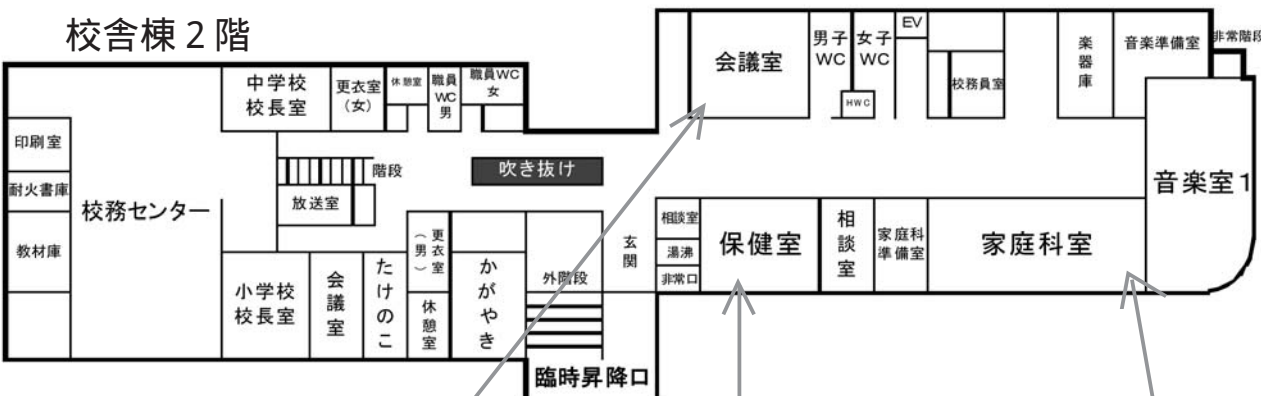 校舎棟２階
中学校
校長室
更衣室
（女）
休憩室
職員
WC
男
職員WC
女
会議室
男子
WC
女子
WC
HWC
EV
校務員室
楽器庫
音楽準備室
非常階段
印刷室
耐火書庫
教材庫
校務センター
階段
放送室
吹き抜け
音楽室１
小学校
校長室
会議室
たけのこ
更衣室
（男）
休憩室
かがやき
外階段
玄関
相談室
湯沸
非常口
保健室
相談室
家庭科
準備室
家庭科室
臨時昇降口